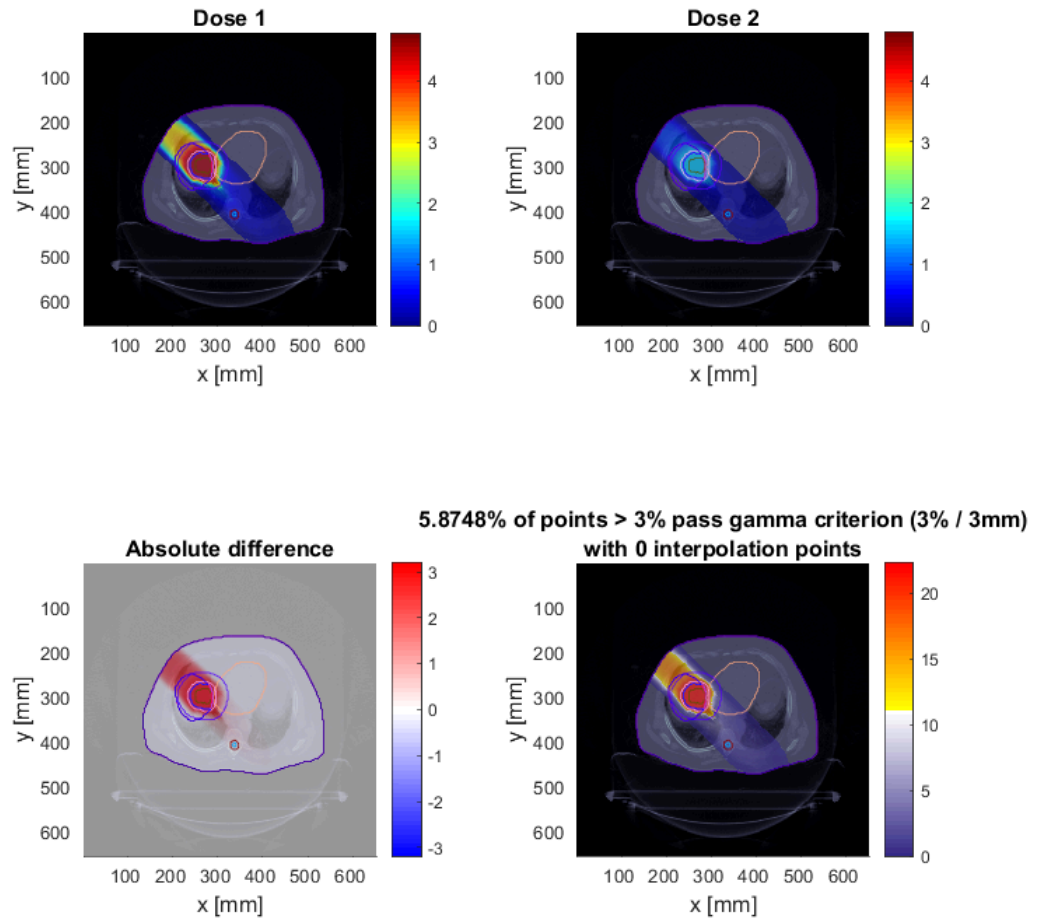 Dose 1
100
200
300
400
500
600
y [mm]
100 200 300 400 500 600
x [mm]
4
3
2
1
0
Dose 2
100
200
300
400
500
600
y [mm]
100 200 300 400 500 600
x [mm]
4
3
2
1
0
Absolute difference
100
200
300
400
500
600
y [mm]
100 200 300 400 500 600
x [mm]
3
2
1
0
-1
-2
-3
5.8748% of points > 3% pass gamma criterion (3% / 3mm)
with 0 interpolation points
100
200
300
400
500
600
y [mm]
100 200 300 400 500 600
x [mm]
20
15
10
5
0